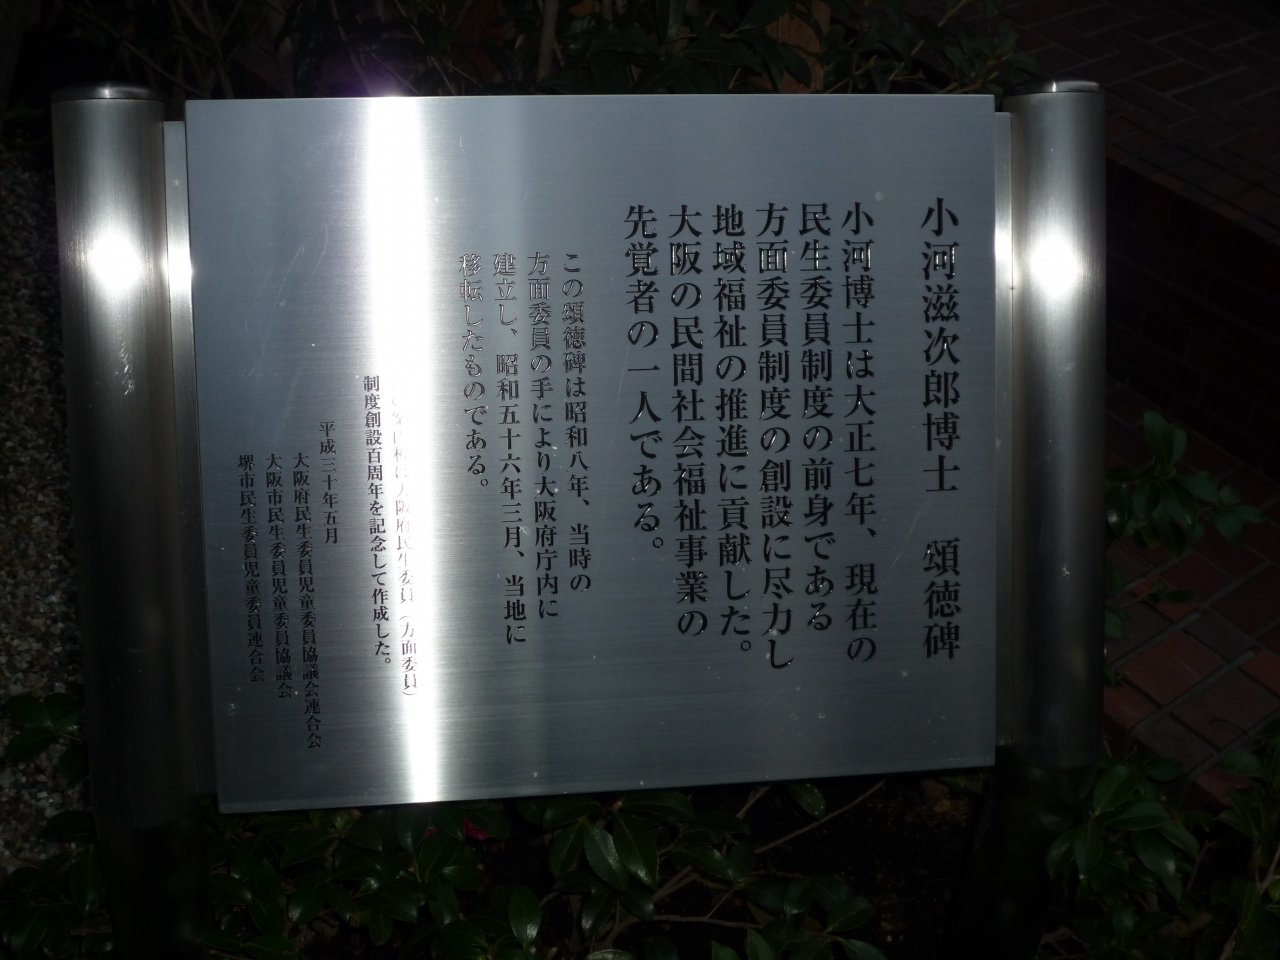 小河滋次郎博士 頌徳碑
小河博士は大正七年、現在の
民生委員制度の前身である
方面委員制度の創設に尽力し
地域福祉の推進に貢献した。
大阪の民間社会福祉事業の
先覚者の一人である。
この頌徳碑は昭和八年、当時の
方面委員の手により大阪府庁内に
建立し、昭和五十六年三月、当地に
移転したものである。
大阪府民生委員（方面委員）
制度創設百周年を記念して作成した。
平成三十年五月
大阪府民生委員児童委員協議会連合会
大阪市民生委員児童委員協議会
堺市民生委員児童委員連合会